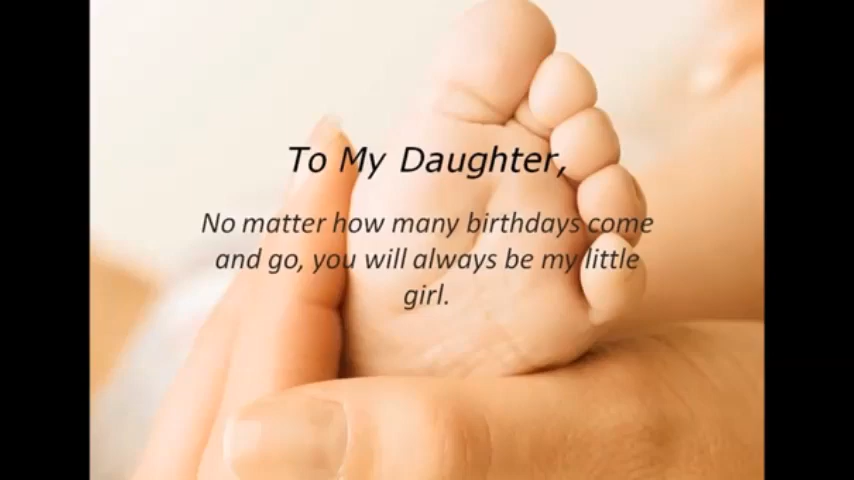 To My Daughter,
No matter how many birthdays come
and go, you will always be my little
girl.